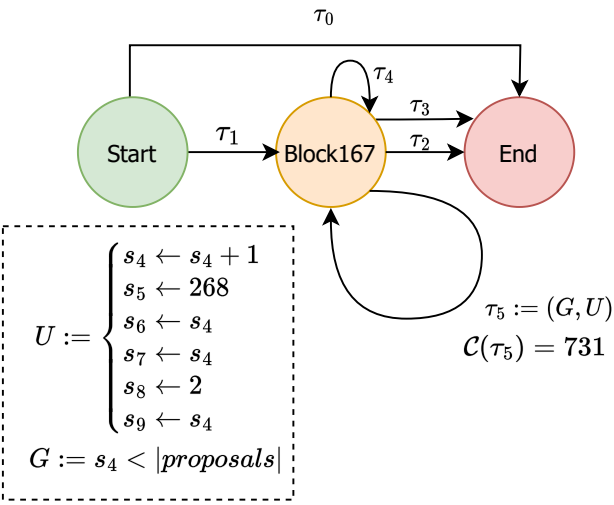 τ₀
τ₄
τ₃
Start
τ₁
Block167
τ₂
End
U := { s₄ ← s₄ + 1
s₅ ← 268
s₆ ← s₄
s₇ ← s₄
s₈ ← 2
s₉ ← s₄
G := s₄ < |proposals|
τ₅ := (G, U)
𝒞(τ₅) = 731